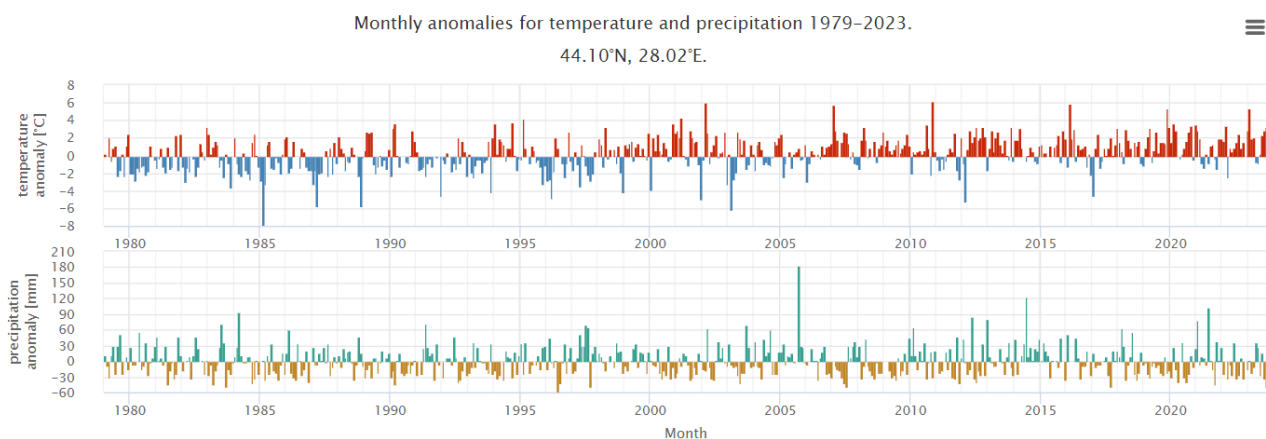 Monthly anomalies for temperature and precipitation 1979-2023.
44.10°N, 28.02°E.
temperature
anomaly [°C]
8
6
4
2
0
−2
−4
−6
−8
1980 1985 1990 1995 2000 2005 2010 2015 2020
precipitation
anomaly [mm]
210
180
150
120
90
60
30
0
−30
−60
1980 1985 1990 1995 2000 2005 2010 2015 2020
Month